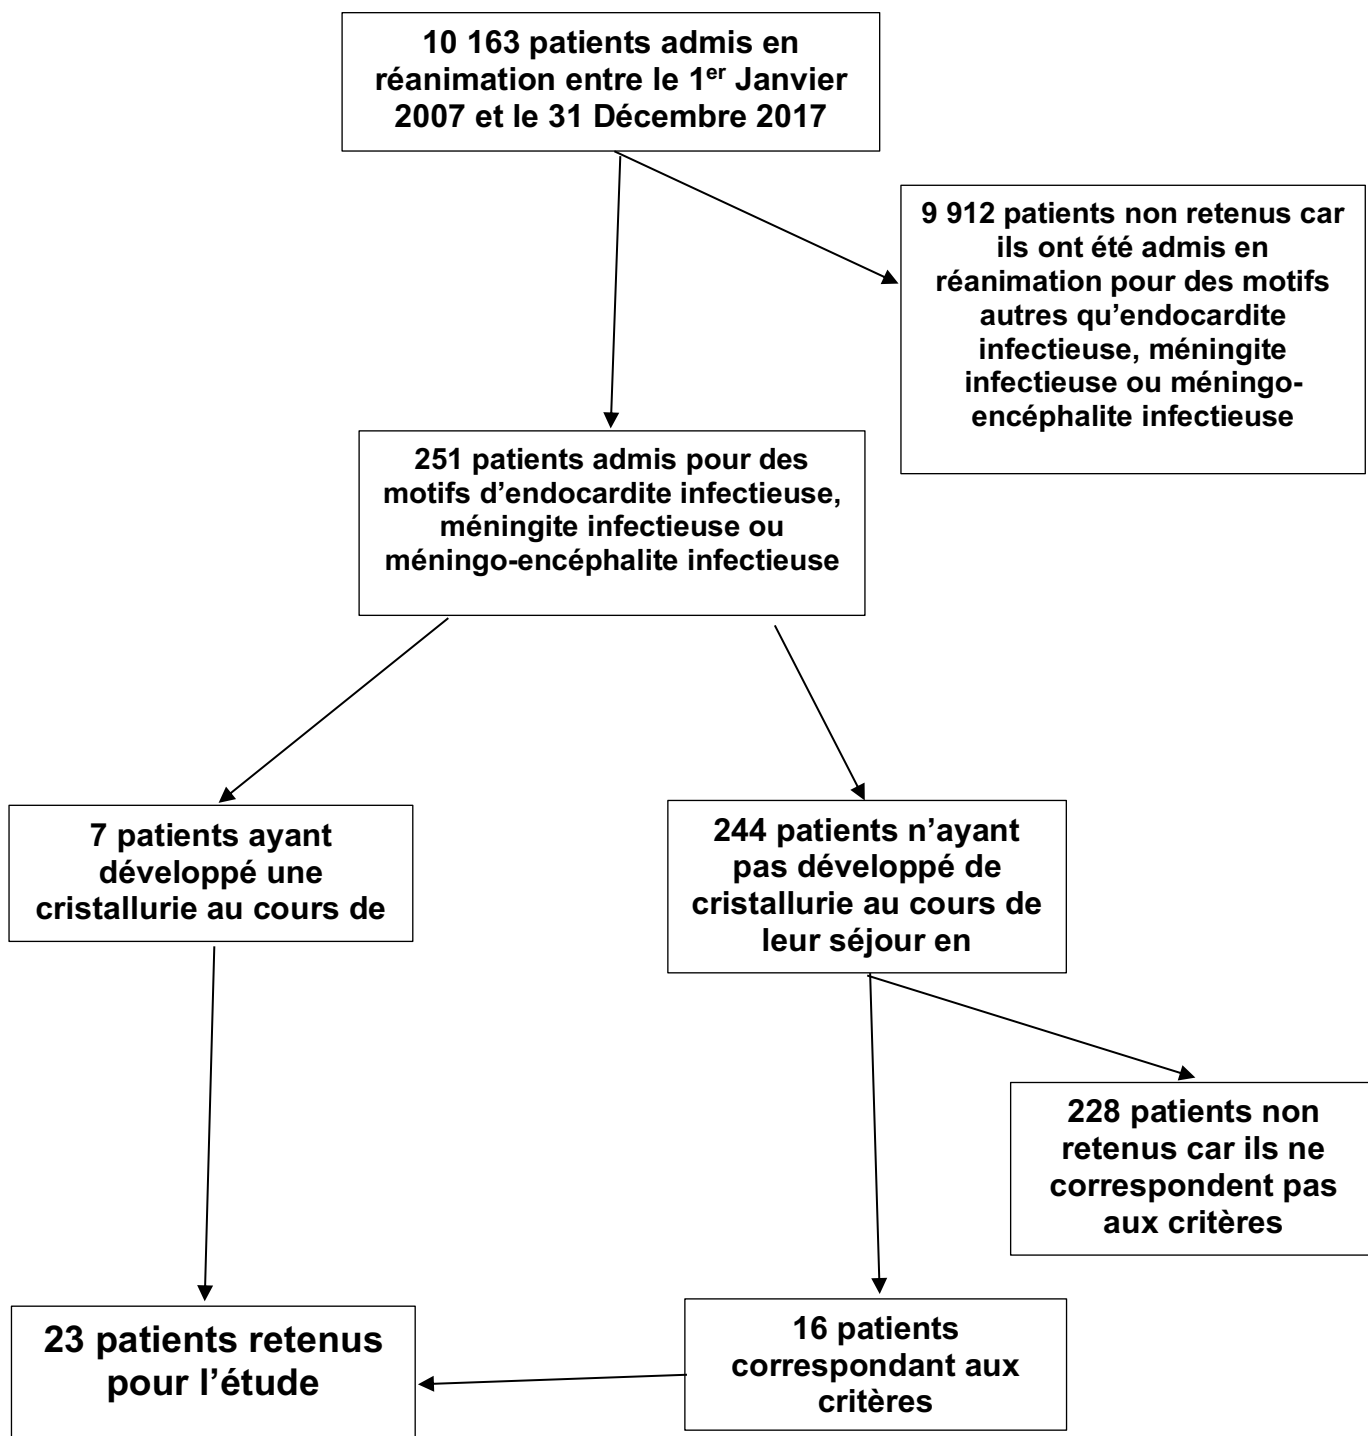 10 163 patients admis en
réanimation entre le 1er Janvier
2007 et le 31 Décembre 2017
9 912 patients non retenus car
ils ont été admis en
réanimation pour des motifs
autres qu’endocardite
infectieuse, méningite
infectieuse ou méningo-
encéphalite infectieuse
251 patients admis pour des
motifs d’endocardite infectieuse,
méningite infectieuse ou
méningo-encéphalite infectieuse
7 patients ayant
développé une
cristallurie au cours de
244 patients n’ayant
pas développé de
cristallurie au cours de
leur séjour en
228 patients non
retenus car ils ne
correspondent pas
aux critères
23 patients retenus
pour l’étude
16 patients
correspondant aux
critères